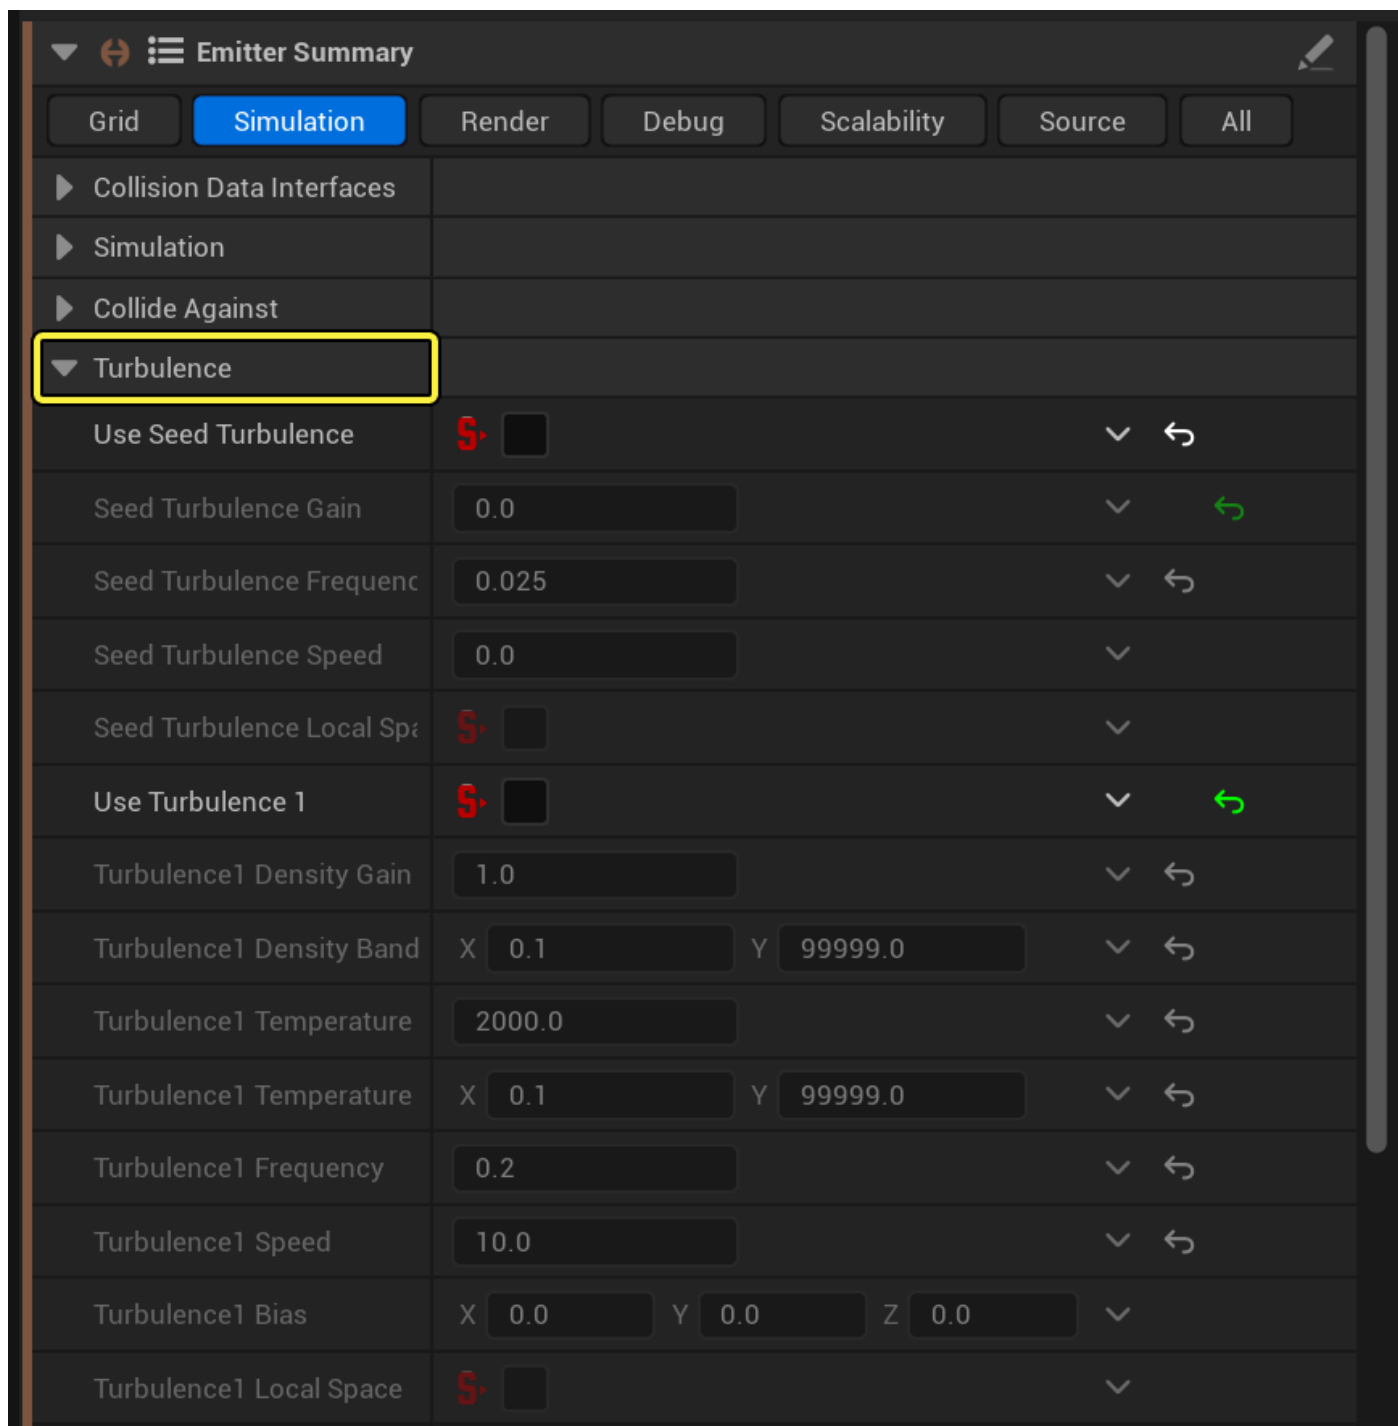 Emitter Summary
Grid Simulation Render Debug Scalability Source All
Collision Data Interfaces
Simulation
Collide Against
Turbulence
Use Seed Turbulence S
Seed Turbulence Gain 0.0
Seed Turbulence Frequenc 0.025
Seed Turbulence Speed 0.0
Seed Turbulence Local Spa S
Use Turbulence 1 S
Turbulence1 Density Gain 1.0
Turbulence1 Density Band X 0.1 Y 99999.0
Turbulence1 Temperature 2000.0
Turbulence1 Temperature X 0.1 Y 99999.0
Turbulence1 Frequency 0.2
Turbulence1 Speed 10.0
Turbulence1 Bias X 0.0 Y 0.0 Z 0.0
Turbulence1 Local Space S